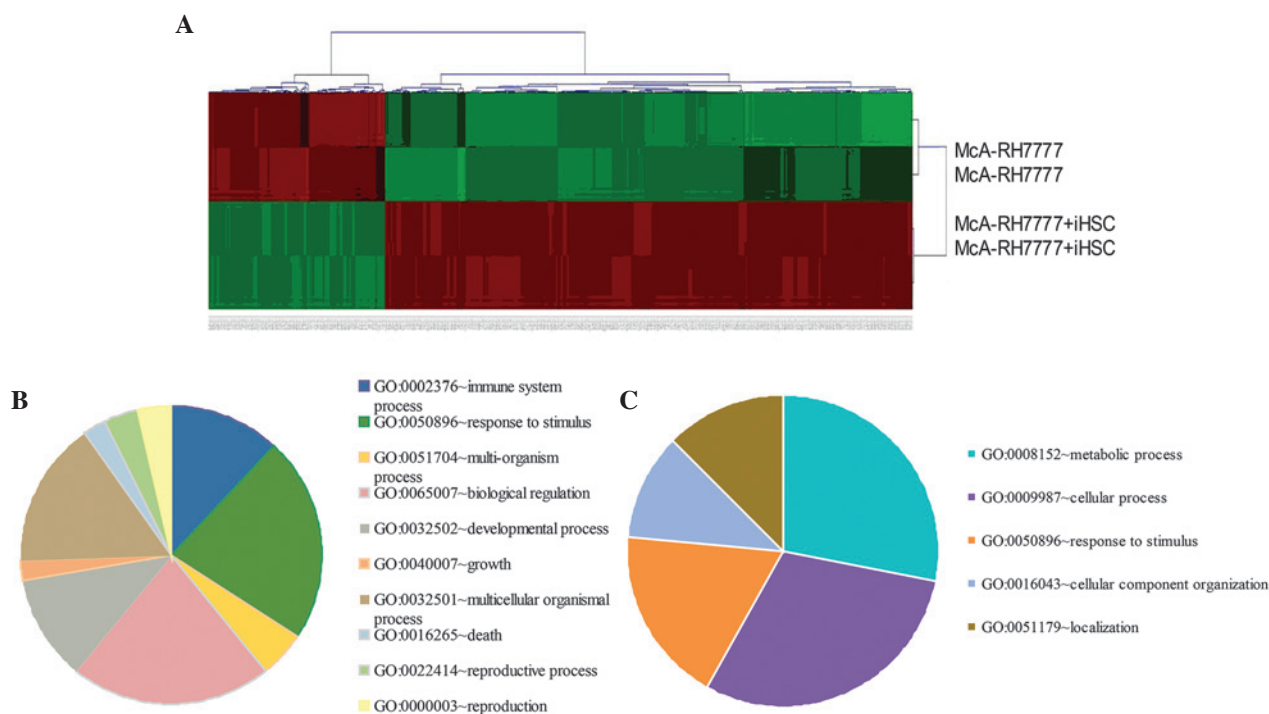 A
McA-RH7777
McA-RH7777
McA-RH7777+iHSC
McA-RH7777+iHSC
B
GO:0002376~immune system
process
GO:0050896~response to stimulus
GO:0051704~multi-organism
process
GO:0065007~biological regulation
GO:0032502~developmental process
GO:0040007~growth
GO:0032501~multicellular organismal
process
GO:0016265~death
GO:0022414~reproductive process
GO:0000003~reproduction
C
GO:0008152~metabolic process
GO:0009987~cellular process
GO:0050896~response to stimulus
GO:0016043~cellular component organization
GO:0051179~localization